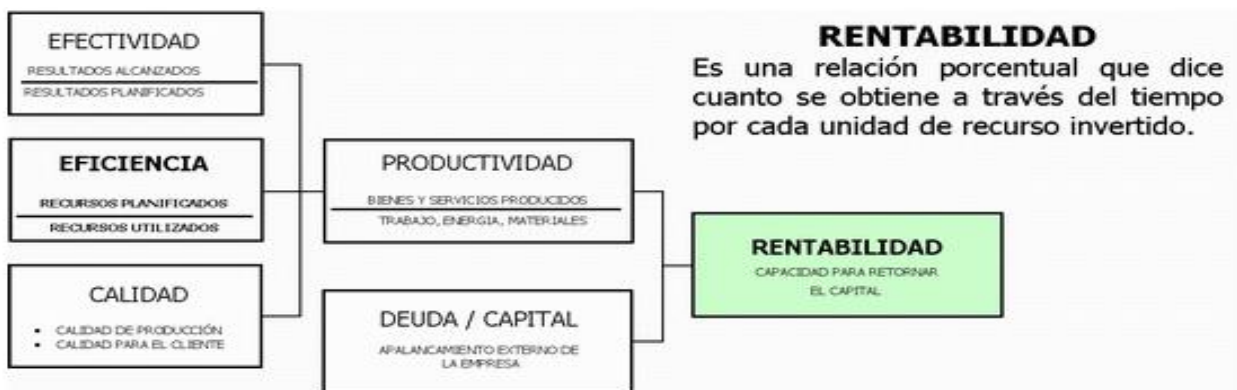 EFECTIVIDAD
RESULTADOS ALCANZADOS
RESULTADOS PLANIFICADOS
EFICIENCIA
RECURSOS PLANIFICADOS
RECURSOS UTILIZADOS
CALIDAD
• CALIDAD DE PRODUCCIÓN
• CALIDAD PARA EL CLIENTE
PRODUCTIVIDAD
BIENES Y SERVICIOS PRODUCIDOS
TRABAJO, ENERGIA, MATERIALES
DEUDA / CAPITAL
APALANCAMIENTO EXTERNO DE
LA EMPRESA
RENTABILIDAD
Es una relación porcentual que dice
cuanto se obtiene a través del tiempo
por cada unidad de recurso invertido.
RENTABILIDAD
CAPACIDAD PARA RETORNAR
EL CAPITAL